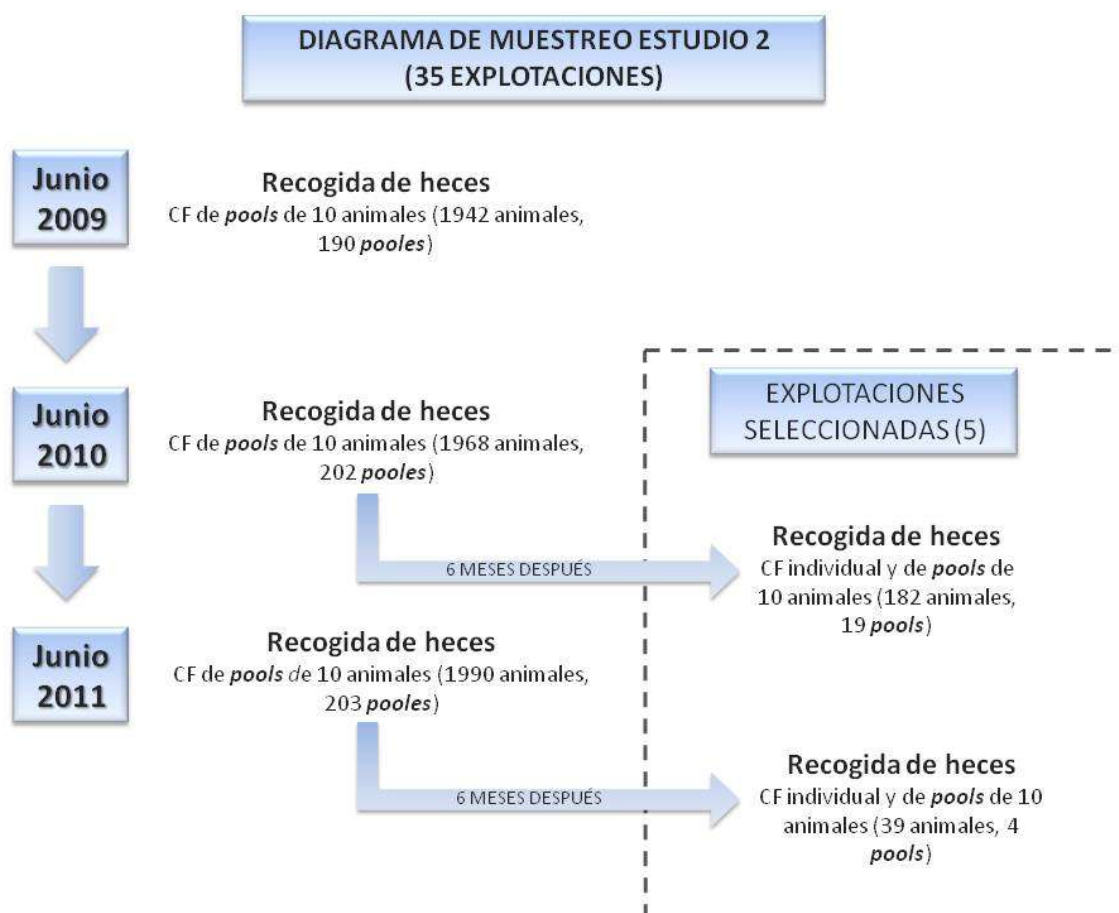 DIAGRAMA DE MUESTREO ESTUDIO 2
(35 EXPLOTACIONES)
Junio
2009
Recogida de heces
CF de pools de 10 animales (1942 animales,
190 pooles)
Junio
2010
Recogida de heces
CF de pools de 10 animales (1968 animales,
202 pooles)
EXPLOTACIONES
SELECCIONADAS (5)
6 MESES DESPUÉS
Recogida de heces
CF individual y de pools de
10 animales (182 animales,
19 pools)
Junio
2011
Recogida de heces
CF de pools de 10 animales (1990 animales,
203 pooles)
6 MESES DESPUÉS
Recogida de heces
CF individual y de pools de 10
animales (39 animales, 4
pools)